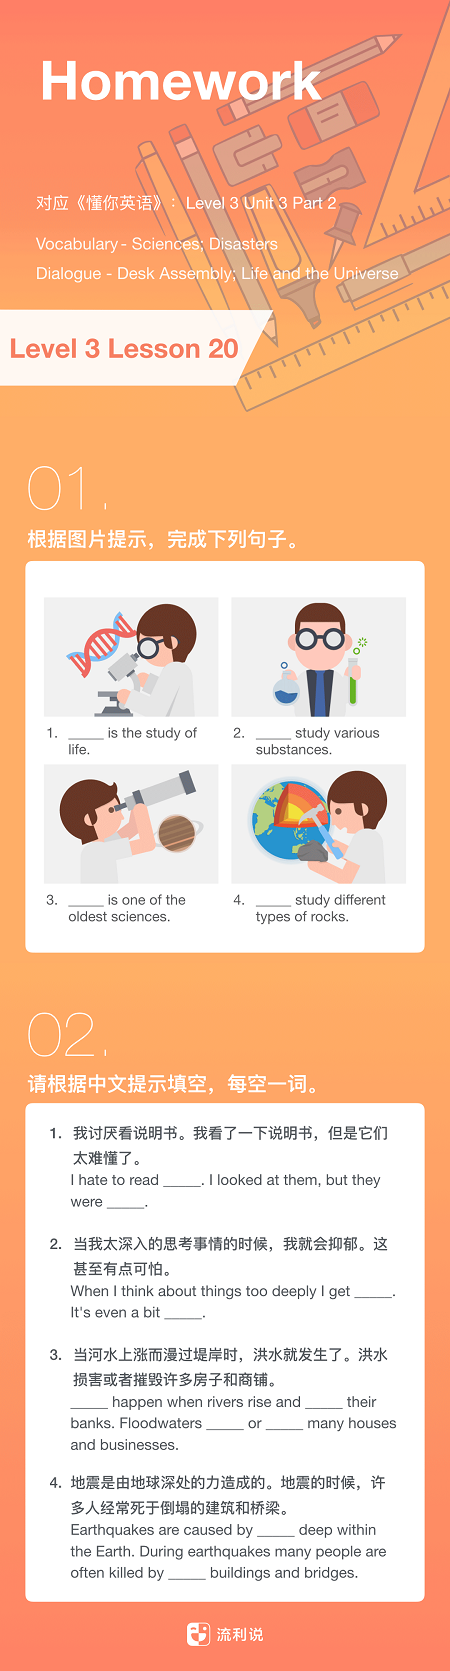 Homework
对应《懂你英语》：Level 3 Unit 3 Part 2
Vocabulary - Sciences; Disasters
Dialogue - Desk Assembly; Life and the Universe
Level 3 Lesson 20
01.
根据图片提示，完成下列句子。
1. _____ is the study of
life.
2. _____ study various
substances.
3. _____ is one of the
oldest sciences.
4. _____ study different
types of rocks.
02.
请根据中文提示填空，每空一词。
1. 我讨厌看说明书。我看了一下说明书，但是它们
太难懂了。
I hate to read _____. I looked at them, but they
were _____.
2. 当我太深入的思考事情的时候，我就会抑郁。这
甚至有点可怕。
When I think about things too deeply I get _____.
It's even a bit _____.
3. 当河水上涨而漫过堤岸时，洪水就发生了。洪水
损害或者摧毁许多房子和商铺。
_____ happen when rivers rise and _____ their
banks. Floodwaters _____ or _____ many houses
and businesses.
4. 地震是由地球深处的力造成的。地震的时候，许
多人经常死于倒塌的建筑和桥梁。
Earthquakes are caused by _____ deep within
the Earth. During earthquakes many people are
often killed by _____ buildings and bridges.
流利说